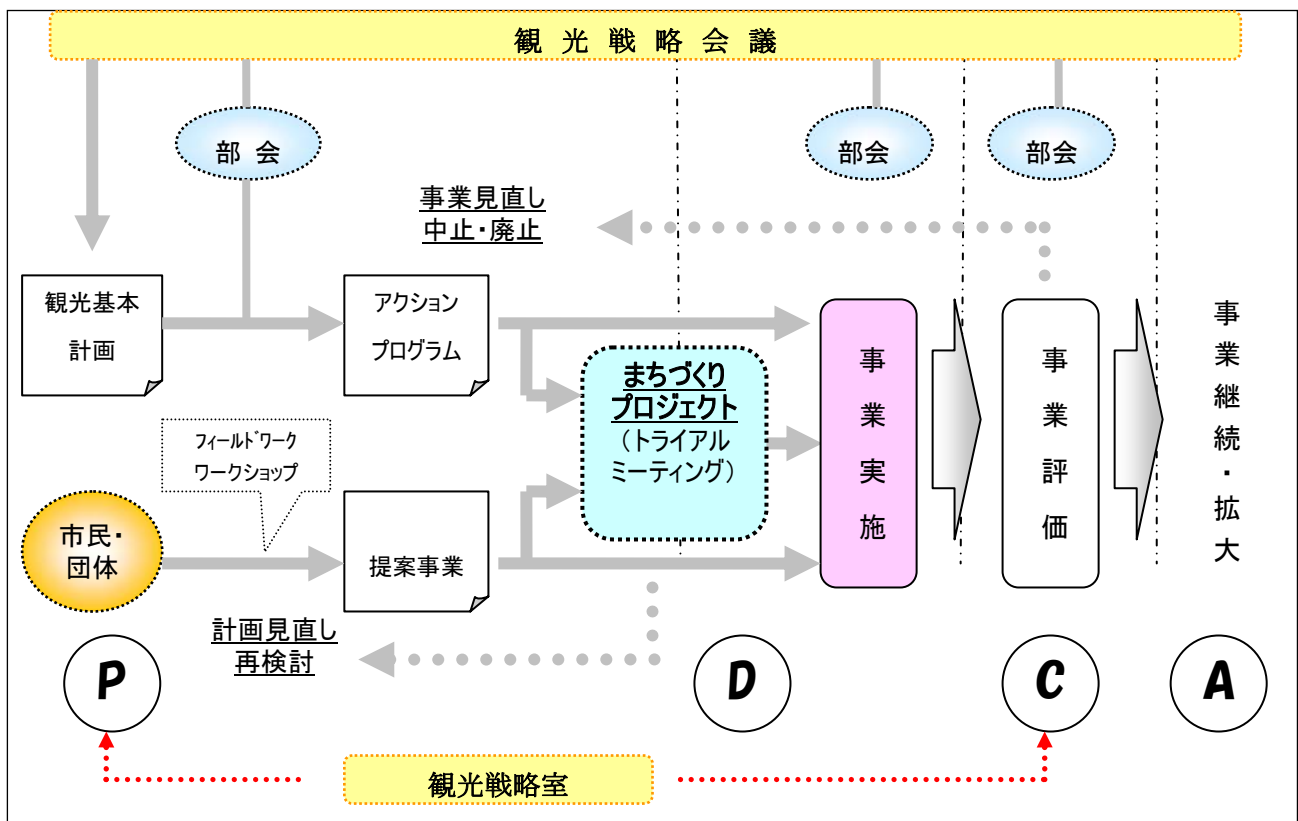 観光戦略会議
部会
部会
部会
事業見直し
中止・廃止
観光基本
計画
アクション
プログラム
まちづくり
プロジェクト
（トライアル
ミーティング）
事業実施
事業評価
事業継続・拡大
フィールドワーク
ワークショップ
市民・
団体
提案事業
計画見直し
再検討
P
D
C
A
観光戦略室